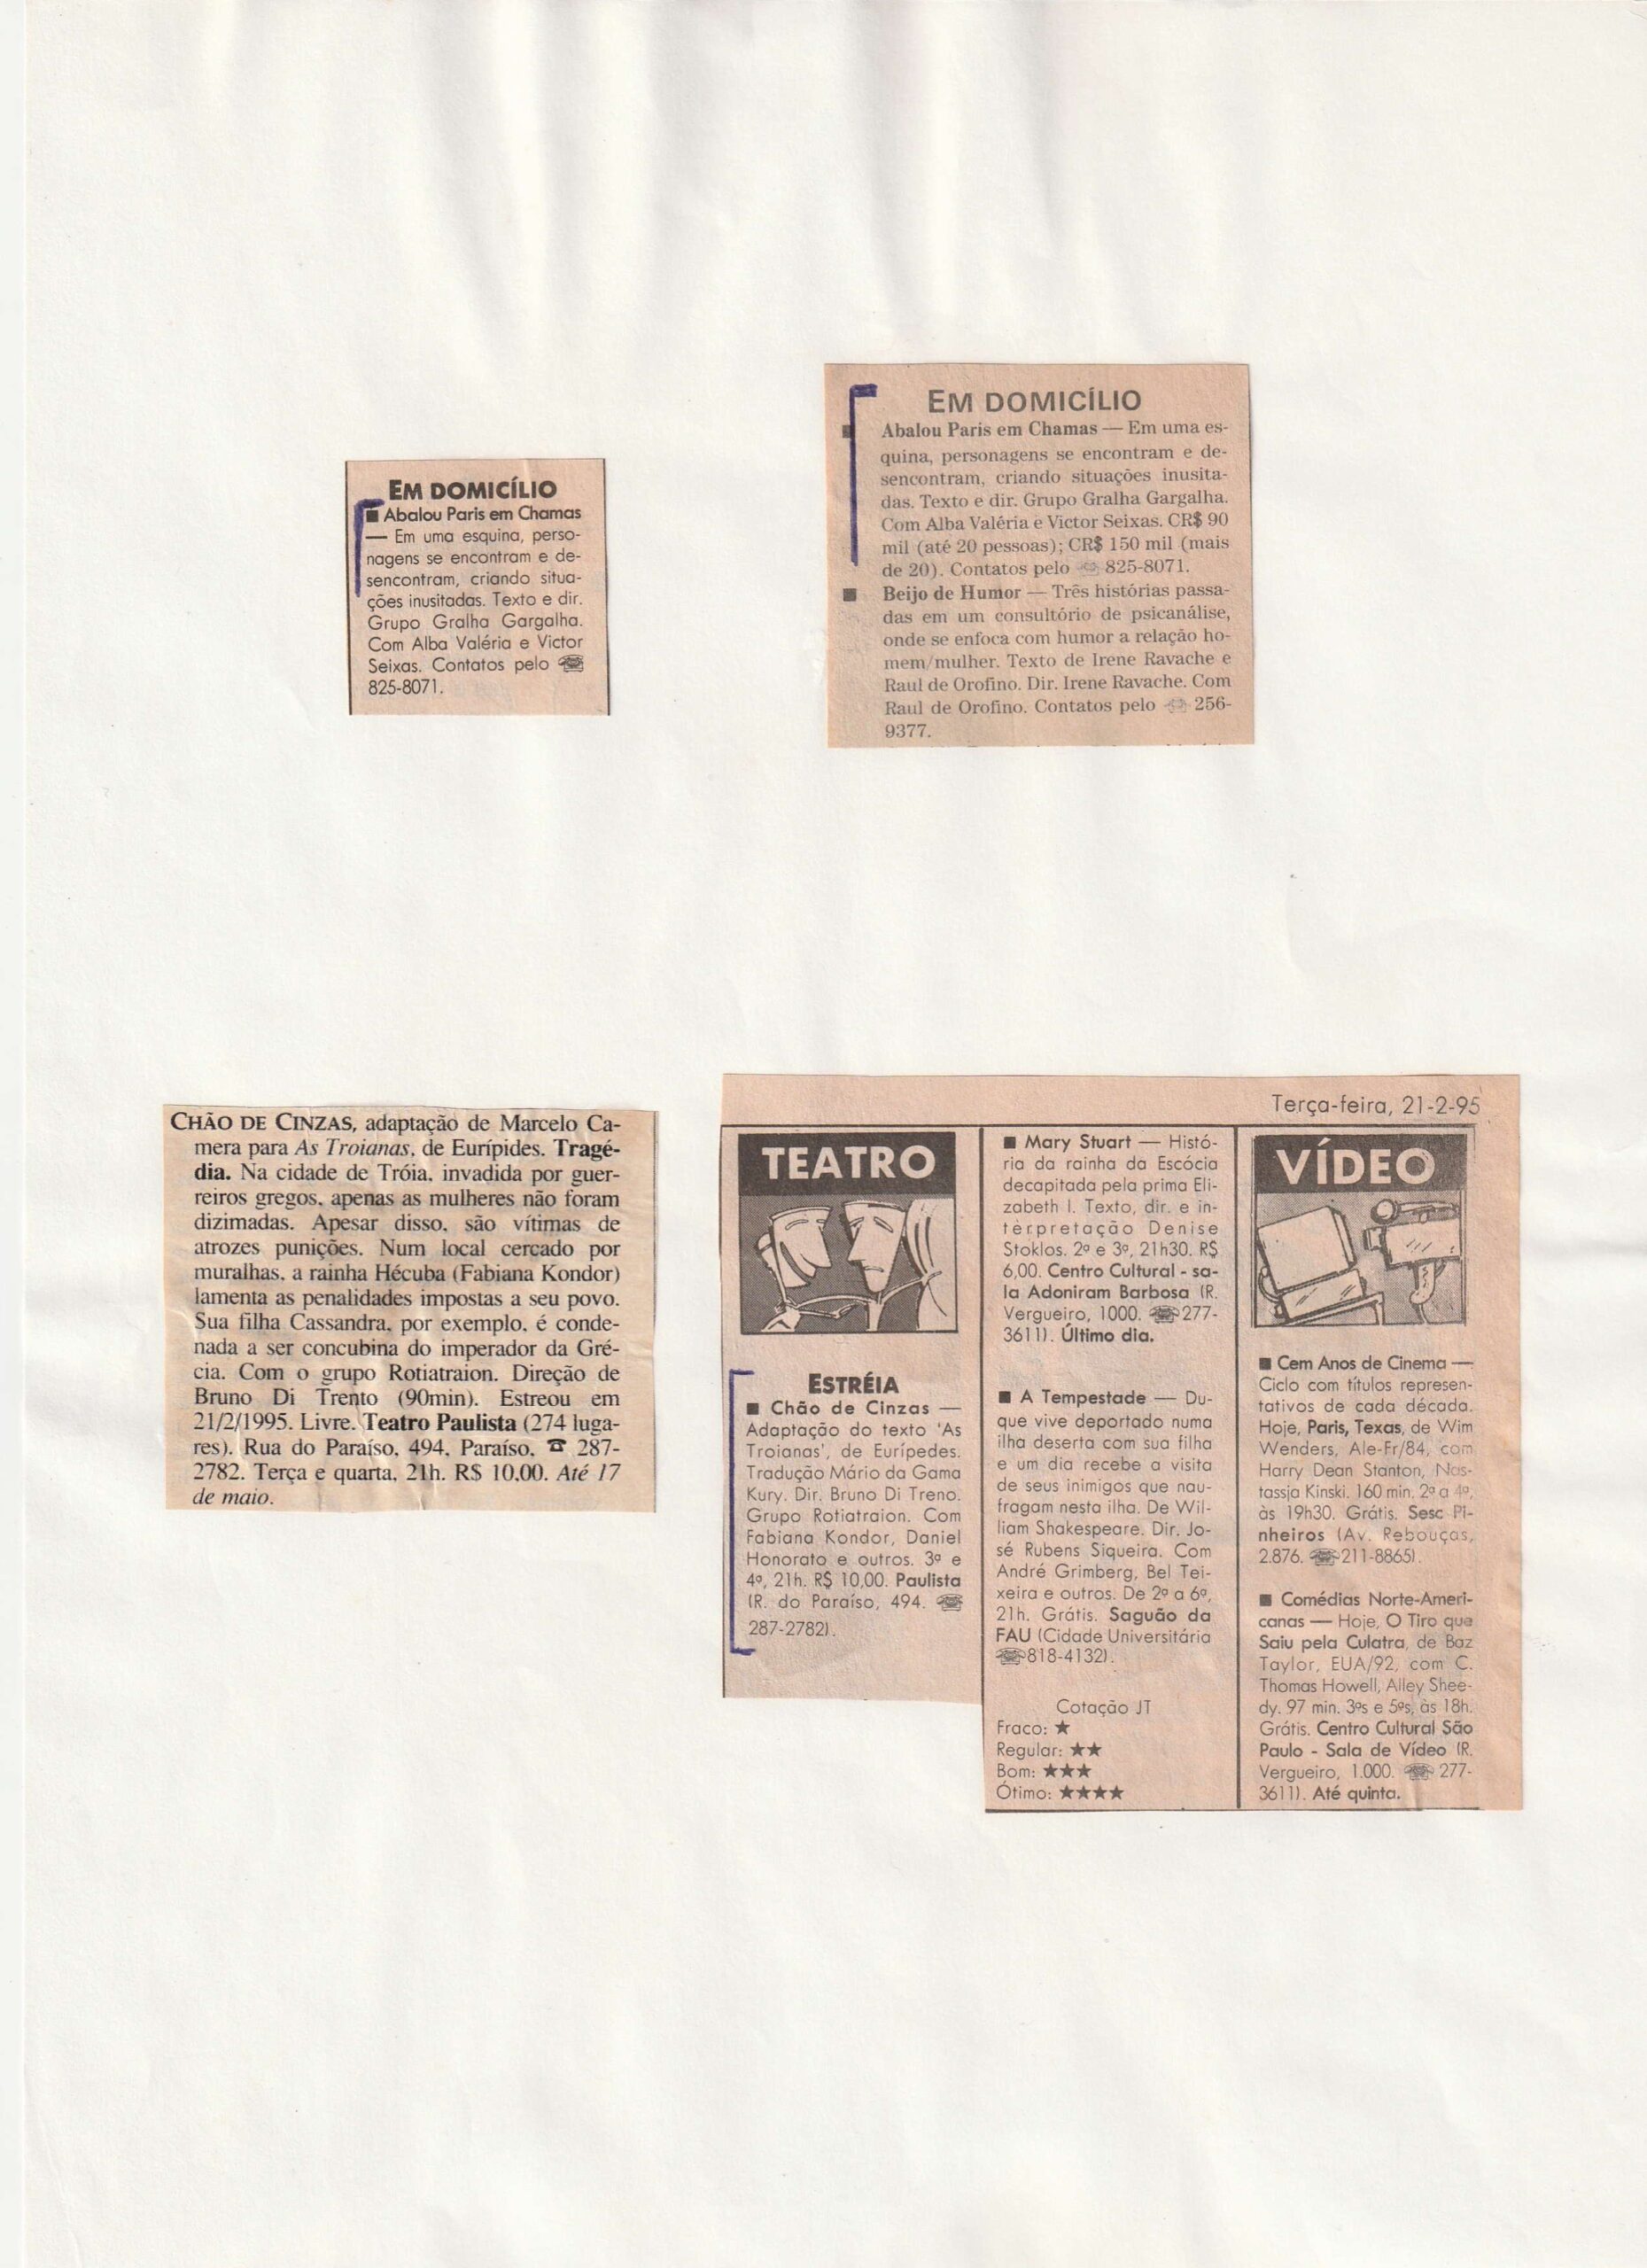 EM DOMICÍLIO
■ Abalou Paris em Chamas
— Em uma esquina, perso-
nagens se encontram e de-
sencontram, criando situa-
ções inusitadas. Texto e dir.
Grupo Gralha Gargalha.
Com Alba Valéria e Victor
Seixas. Contatos pelo ☎
825-8071.
EM DOMICÍLIO
■ Abalou Paris em Chamas — Em uma es-
quina, personagens se encontram e de-
sencontram, criando situações inusita-
das. Texto e dir. Grupo Gralha Gargalha.
Com Alba Valéria e Victor Seixas. CR$ 90
mil (até 20 pessoas); CR$ 150 mil (mais
de 20). Contatos pelo ☎ 825-8071.
■ Beijo de Humor — Três histórias passa-
das em um consultório de psicanálise,
onde se enfoca com humor a relação ho-
mem/mulher. Texto de Irene Ravache e
Raul de Orofino. Dir. Irene Ravache. Com
Raul de Orofino. Contatos pelo ☎ 256-
9377.
CHÃO DE CINZAS, adaptação de Marcelo Ca-
mera para As Troianas, de Eurípides. Tragé-
dia. Na cidade de Tróia, invadida por guer-
reiros gregos, apenas as mulheres não foram
dizimadas. Apesar disso, são vítimas de
atrozes punições. Num local cercado por
muralhas, a rainha Hécuba (Fabiana Kondor)
lamenta as penalidades impostas a seu povo.
Sua filha Cassandra, por exemplo, é conde-
nada a ser concubina do imperador da Gré-
cia. Com o grupo Rotiatraion. Direção de
Bruno Di Trento (90min). Estreou em
21/2/1995. Livre. Teatro Paulista (274 luga-
res). Rua do Paraíso, 494, Paraíso, ☎ 287-
2782. Terça e quarta, 21h. R$ 10,00. Até 17
de maio.
Terça-feira, 21-2-95
TEATRO
ESTRÉIA
■ Chão de Cinzas —
Adaptação do texto 'As
Troianas', de Eurípedes.
Tradução Mário da Gama
Kury. Dir. Bruno Di Treno.
Grupo Rotiatraion. Com
Fabiana Kondor, Daniel
Honorato e outros. 3ª e
4ª, 21h. R$ 10,00. Paulista
(R. do Paraíso, 494. ☎
287-2782).
■ Mary Stuart — Histó-
ria da rainha da Escócia
decapitada pela prima Eli-
zabeth I. Texto, dir. e in-
terpretação Denise
Stoklos. 2ª e 3ª, 21h30. R$
6,00. Centro Cultural - sa-
la Adoniram Barbosa (R.
Vergueiro, 1000. ☎277-
3611). Último dia.
■ A Tempestade — Du-
que vive deportado numa
ilha deserta com sua filha
e um dia recebe a visita
de seus inimigos que nau-
fragam nesta ilha. De Wil-
liam Shakespeare. Dir. Jo-
sé Rubens Siqueira. Com
André Grimberg, Bel Tei-
xeira e outros. De 2ª a 6ª,
21h. Grátis. Saguão da
FAU (Cidade Universitária
☎818-4132).
Cotação JT
Fraco: ★
Regular: ★★
Bom: ★★★
Ótimo: ★★★★
VÍDEO
■ Cem Anos de Cinema —
Ciclo com títulos represen-
tativos de cada década.
Hoje, Paris, Texas, de Wim
Wenders, Ale-Fr/84, com
Harry Dean Stanton, Nas-
tassja Kinski. 160 min. 2ª a 4ª,
às 19h30. Grátis. Sesc Pi-
nheiros (Av. Rebouças,
2.876. ☎211-8865).
■ Comédias Norte-Ameri-
canas — Hoje, O Tiro que
Saiu pela Culatra, de Baz
Taylor, EUA/92, com C.
Thomas Howell, Ailey Shee-
dy. 97 min. 3ªs e 5ªs, às 18h.
Grátis. Centro Cultural São
Paulo - Sala de Vídeo (R.
Vergueiro, 1.000. ☎ 277-
3611). Até quinta.